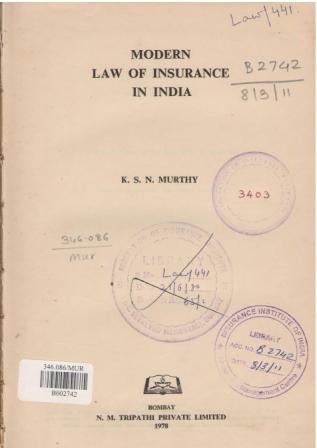 Law/441.
MODERN
LAW OF INSURANCE
IN INDIA
B2742
8/3/11
K. S. N. MURTHY
3403
346.086
Mur
LIBRARY
Law/441
INSURANCE INSTITUTE OF INDIA
LIBRARY
ACC. NO. B 2742
DATE 8/3/11
Management Centre
346.086/MUR
B002742
BOMBAY
N. M. TRIPATHI PRIVATE LIMITED
1978